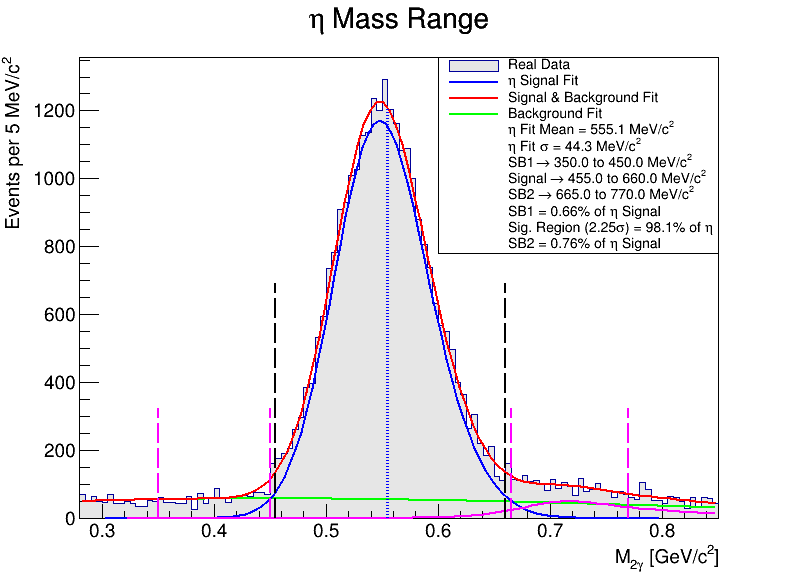 η Mass Range
Events per 5 MeV/c²
Real Data
η Signal Fit
Signal & Background Fit
Background Fit
η Fit Mean = 555.1 MeV/c²
η Fit σ = 44.3 MeV/c²
SB1 → 350.0 to 450.0 MeV/c²
Signal → 455.0 to 660.0 MeV/c²
SB2 → 665.0 to 770.0 MeV/c²
SB1 = 0.66% of η Signal
Sig. Region (2.25σ) = 98.1% of η
SB2 = 0.76% of η Signal
1200
1000
800
600
400
200
0
0.3 0.4 0.5 0.6 0.7 0.8
M₂γ [GeV/c²]